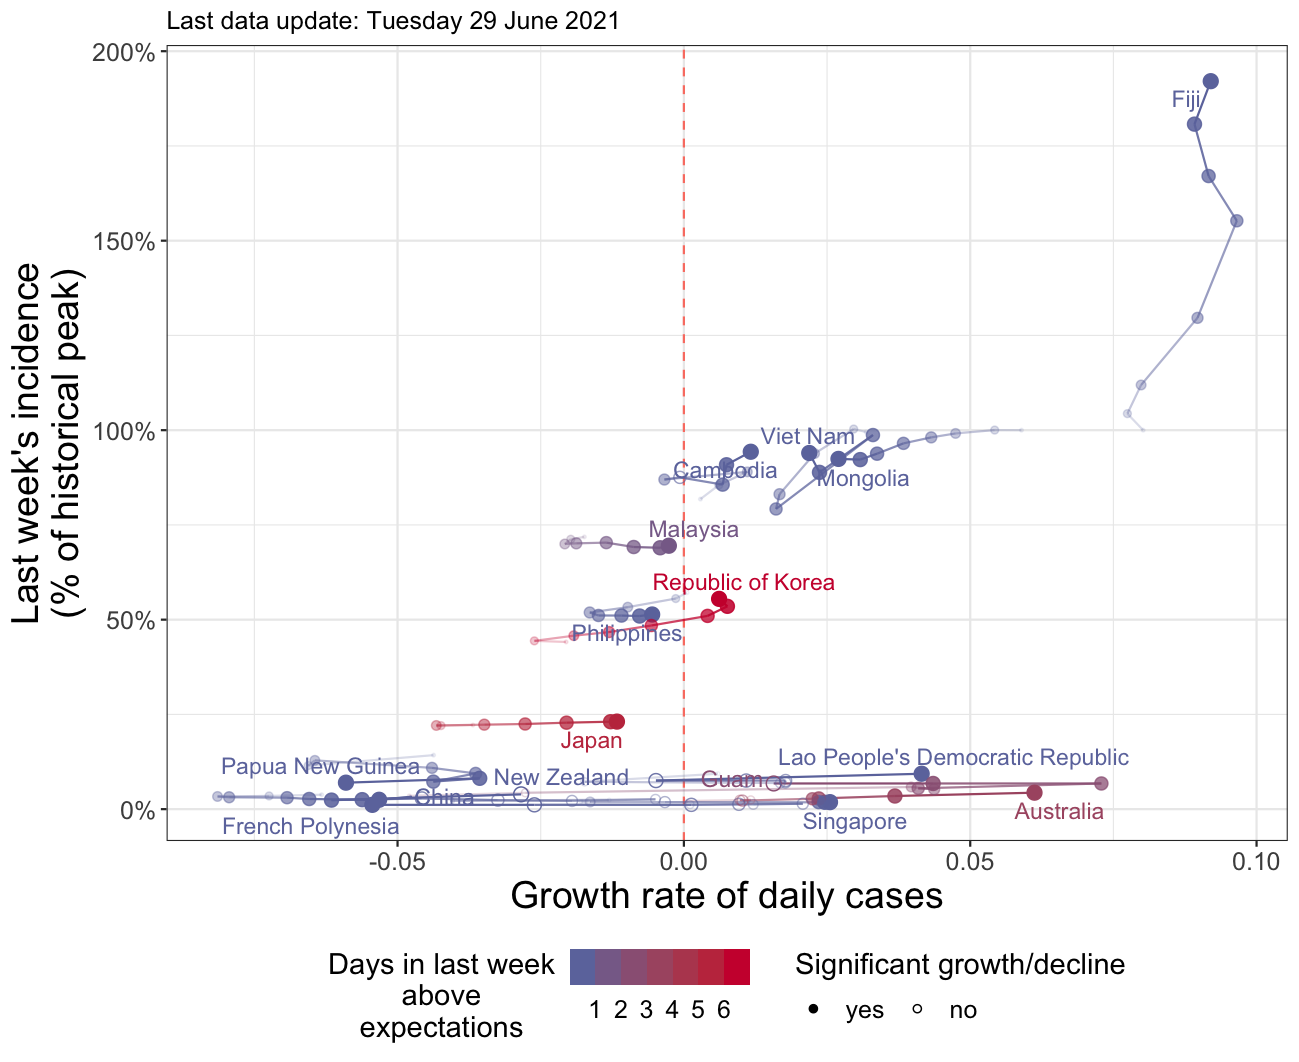 Last data update: Tuesday 29 June 2021
200%
150%
100%
50%
0%
Last week's incidence
(% of historical peak)
Fiji
Viet Nam
Cambodia
Mongolia
Malaysia
Republic of Korea
Philippines
Japan
Papua New Guinea
New Zealand
Guam
Lao People's Democratic Republic
China
French Polynesia
Singapore
Australia
-0.05
0.00
0.05
0.10
Growth rate of daily cases
Days in last week
above
expectations
1 2 3 4 5 6
Significant growth/decline
yes
no